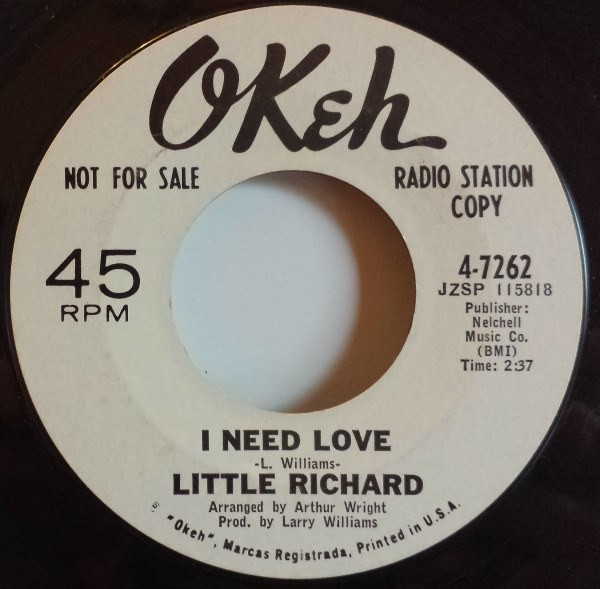 OKeh
NOT FOR SALE
RADIO STATION
COPY
45
RPM
4-7262
JZSP 115818
Publisher:
Nelchell
Music Co.
(BMI)
Time: 2:37
I NEED LOVE
-L. Williams-
LITTLE RICHARD
Arranged by Arthur Wright
Prod. by Larry Williams
"Okeh", Marcas Registrada, Printed in U.S.A.